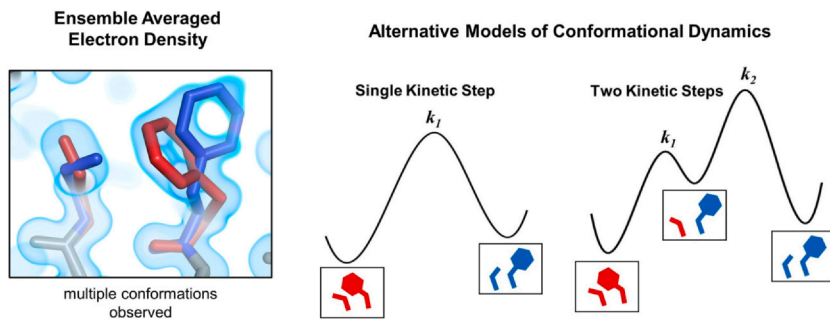 Ensemble Averaged
Electron Density
multiple conformations
observed
Alternative Models of Conformational Dynamics
Single Kinetic Step
k1
Two Kinetic Steps
k1
k2